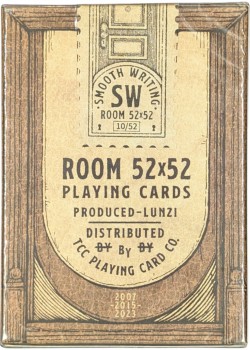 SMOOTH WRITING
SW
ROOM 52x52
10/52
ROOM 52x52
PLAYING CARDS
PRODUCED-LUNZI
DISTRIBUTED
BY By BY
TCC PLAYING CARD CO.
2007
2015-
2023